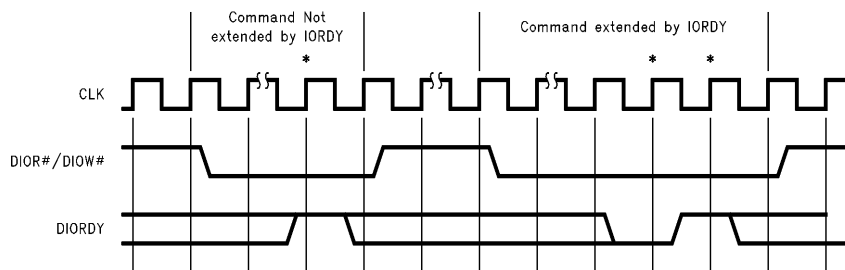 Command Not
extended by IORDY
Command extended by IORDY
*
*
*
CLK
DIOR#/DIOW#
DIORDY